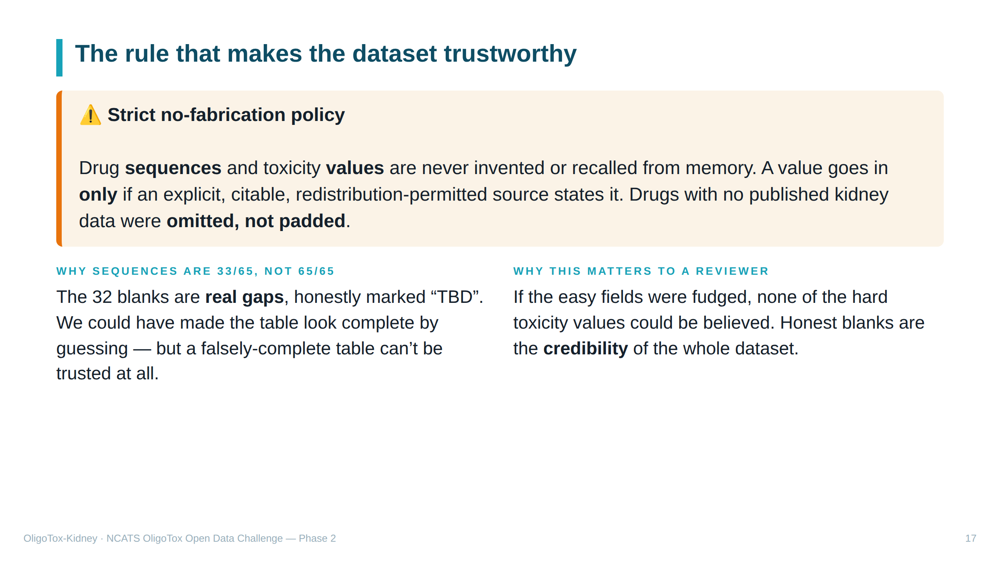 The rule that makes the dataset trustworthy
⚠️ Strict no-fabrication policy
Drug sequences and toxicity values are never invented or recalled from memory. A value goes in
only if an explicit, citable, redistribution-permitted source states it. Drugs with no published kidney
data were omitted, not padded.
WHY SEQUENCES ARE 33/65, NOT 65/65
The 32 blanks are real gaps, honestly marked “TBD”.
We could have made the table look complete by
guessing — but a falsely-complete table can’t be
trusted at all.
WHY THIS MATTERS TO A REVIEWER
If the easy fields were fudged, none of the hard
toxicity values could be believed. Honest blanks are
the credibility of the whole dataset.
OligoTox-Kidney · NCATS OligoTox Open Data Challenge — Phase 2
17